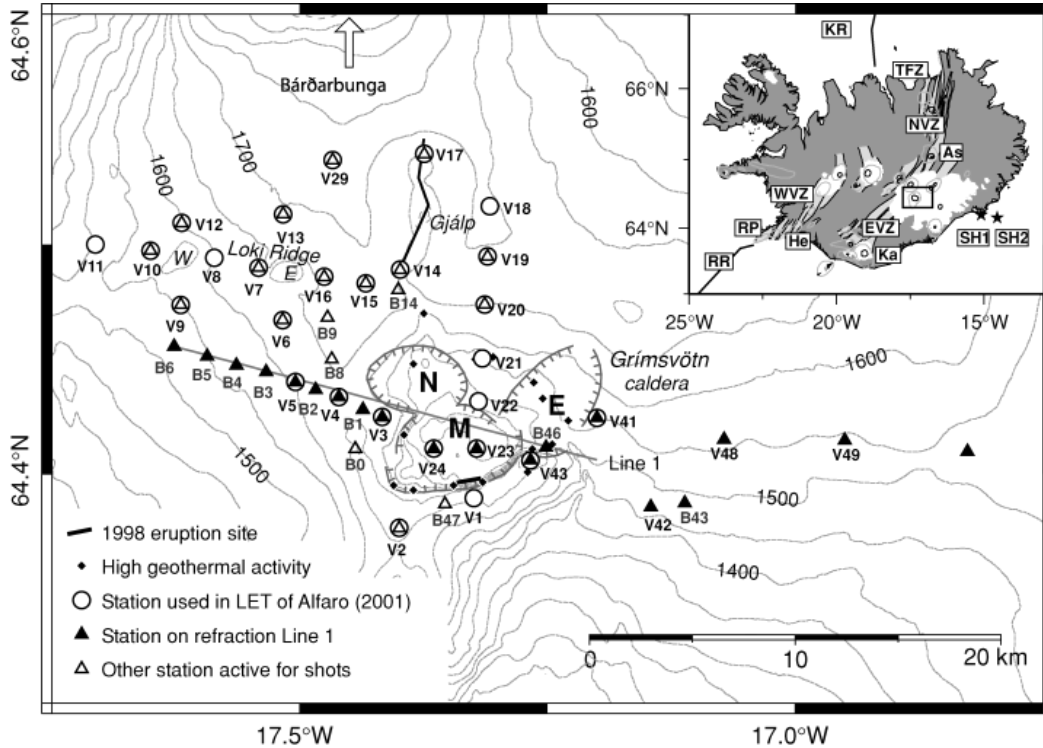 64.6°N
Bárðarbunga
1600
KR
TFZ
66°N
NVZ
As
WVZ
64°N
RP
He
EVZ
Ka
SH1
SH2
RR
25°W
20°W
15°W
1700
1600
V17
V29
V18
Gjálp
V12
V13
Loki Ridge
V11
V10
W
V8
V7
E
V19
V14
V16
V15
B14
V9
V6
B9
V20
B6
B5
B4
B3
B8
V21
Grímsvötn
caldera
1600
V5
B2
V4
N
B1
V3
V22
E
V41
M
B46
V48
V49
64.4°N
B0
V24
V23
V43
Line 1
1500
B47
V1
V42
B43
1500
V2
1400
1998 eruption site
High geothermal activity
Station used in LET of Alfaro (2001)
Station on refraction Line 1
Other station active for shots
0
10
20 km
17.5°W
17.0°W